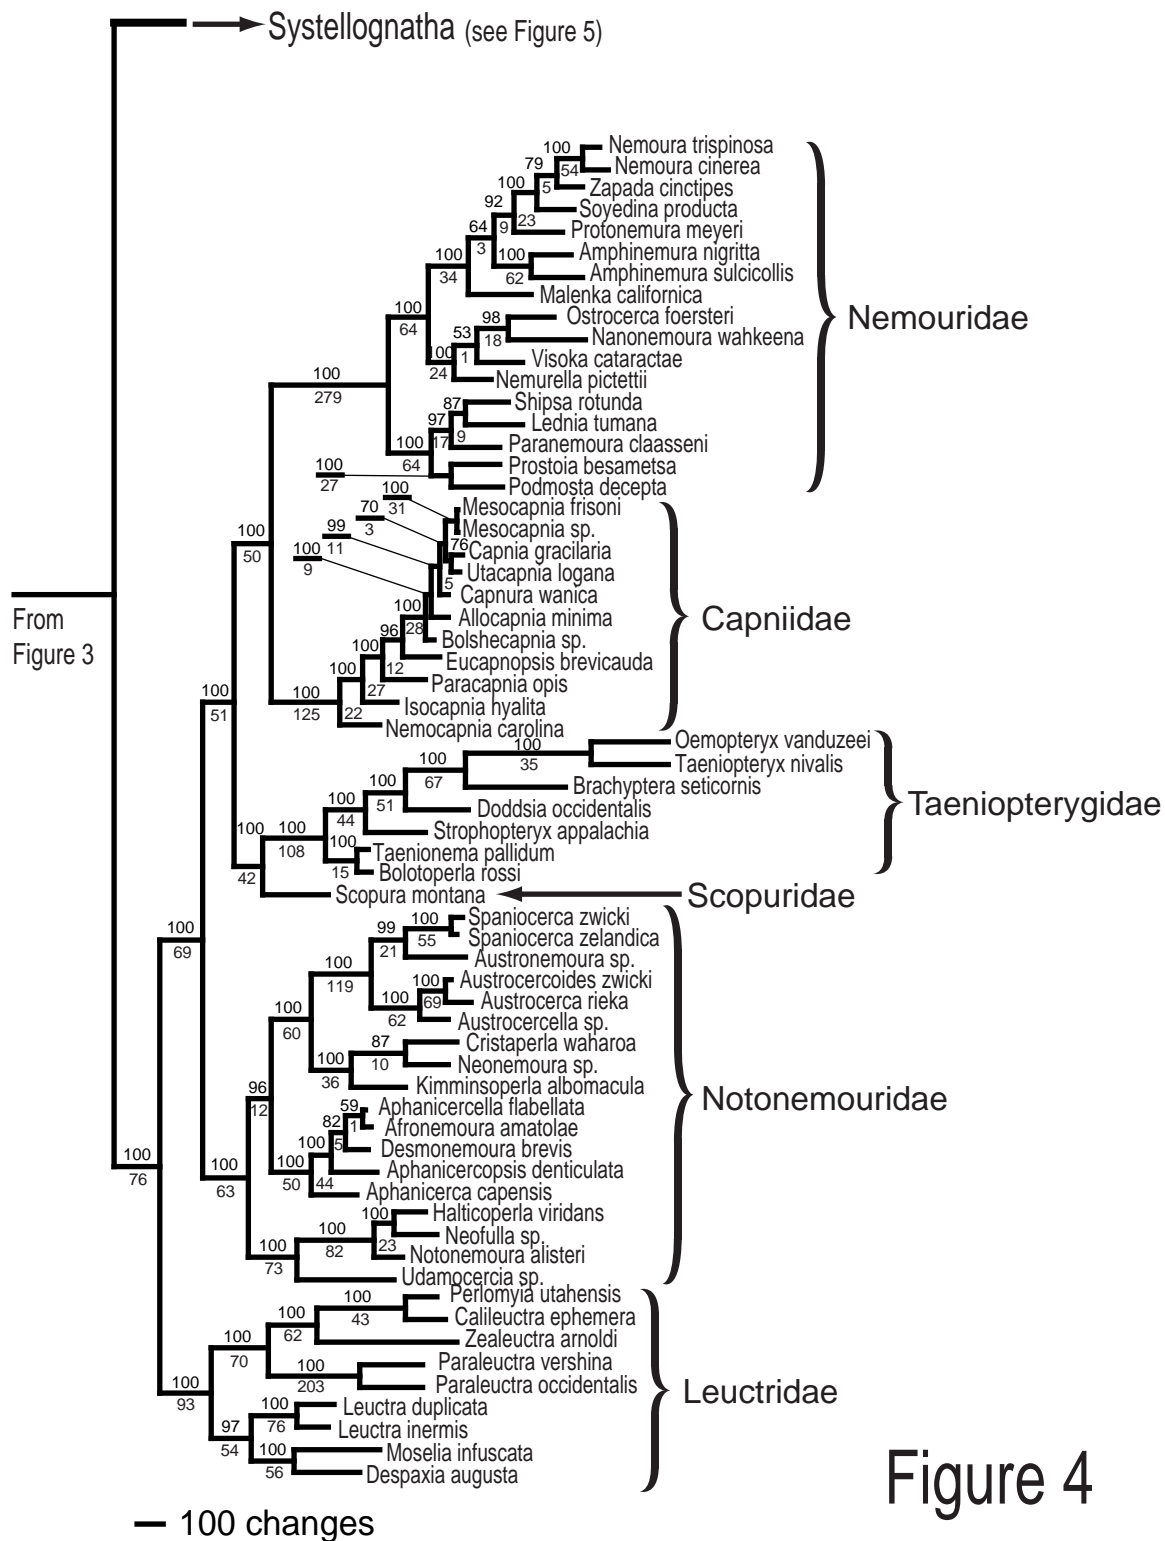 Systellognatha (see Figure 5)
100
Nemoura trispinosa
79
54
Nemoura cinerea
100
5
Zapada cinctipes
92
23
Soyedina producta
64
9
Protonemura meyeri
100
3
100
Amphinemura nigritta
34
62
Amphinemura sulcicollis
Malenka californica
100
98
Ostrocerca foersteri
64
53
18
Nanonemoura wahkeena
100
1
Visoka cataractae
24
Nemurella pictettii
100
279
87
Shipsa rotunda
97
Lednia tumana
100
17
9
Paranemoura claasseni
64
Prostoia besametsa
100
27
Podmosta decepta
Nemouridae
100
31
Mesocapnia frisoni
70
3
Mesocapnia sp.
99
11
76
Capnia gracilaria
100
9
5
Utacapnia logana
Capnura wanica
100
28
Allocapnia minima
96
Bolshecapnia sp.
100
12
Eucapnopsis brevicauda
100
27
Paracapnia opis
100
125
22
Isocapnia hyalita
Nemocapnia carolina
Capniidae
100
50
From
Figure 3
100
51
100
35
Oemopteryx vanduzeei
Taeniopteryx nivalis
100
67
Brachyptera seticornis
100
51
Doddsia occidentalis
100
44
Strophopteryx appalachia
100
108
100
15
Taenionema pallidum
Bolotoperla rossi
Taeniopterygidae
100
42
Scopura montana
Scopuridae
100
69
100
55
Spaniocerca zwicki
Spaniocerca zelandica
99
21
Austronemoura sp.
100
119
100
69
Austrocercoides zwicki
Austrocerca rieka
100
62
Austrocercella sp.
100
60
87
10
Cristaperla waharoa
Neonemoura sp.
100
36
Kimminsoperla albomacula
96
12
59
1
Aphanicercella flabellata
Afronemoura amatolae
82
5
Desmonemoura brevis
100
44
Aphanicercopsis denticulata
100
50
Aphanicerca capensis
100
63
100
23
Halticoperla viridans
Neofulla sp.
100
82
Notonemoura alisteri
100
73
Udamocercia sp.
Notonemouridae
100
76
100
43
Perlomyia utahensis
Calileuctra ephemera
100
62
Zealeuctra arnoldi
100
70
100
203
Paraleuctra vershina
Paraleuctra occidentalis
100
93
100
76
Leuctra duplicata
Leuctra inermis
97
54
100
56
Moselia infuscata
Despaxia augusta
Leuctridae
Figure 4
100 changes